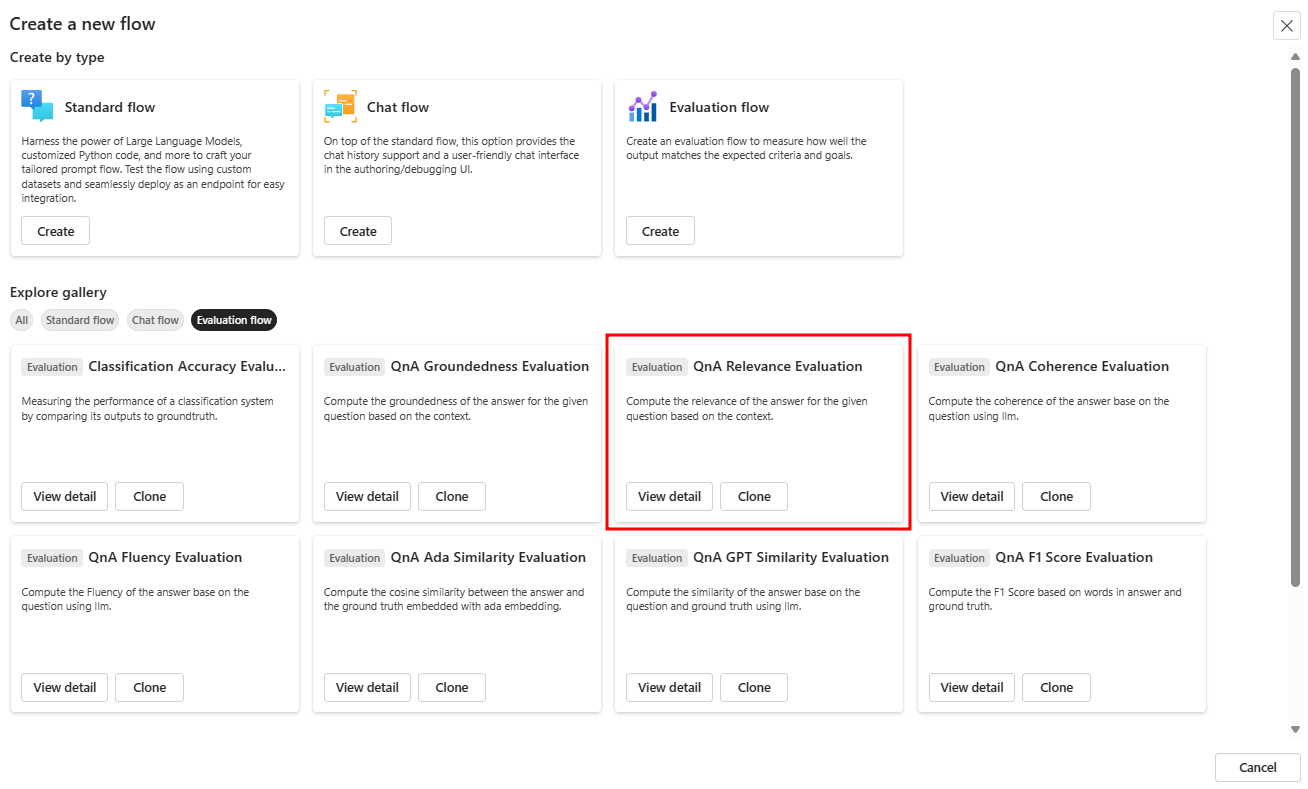 Create a new flow
Create by type
Standard flow
Harness the power of Large Language Models,
customized Python code, and more to craft your
tailored prompt flow. Test the flow using custom
datasets and seamlessly deploy as an endpoint for easy
integration.
Create
Chat flow
On top of the standard flow, this option provides the
chat history support and a user-friendly chat interface
in the authoring/debugging UI.
Create
Evaluation flow
Create an evaluation flow to measure how well the
output matches the expected criteria and goals.
Create
Explore gallery
All Standard flow Chat flow Evaluation flow
Evaluation Classification Accuracy Evalu...
Measuring the performance of a classification system
by comparing its outputs to groundtruth.
View detail Clone
Evaluation QnA Groundedness Evaluation
Compute the groundedness of the answer for the given
question based on the context.
View detail Clone
Evaluation QnA Relevance Evaluation
Compute the relevance of the answer for the given
question based on the context.
View detail Clone
Evaluation QnA Coherence Evaluation
Compute the coherence of the answer base on the
question using llm.
View detail Clone
Evaluation QnA Fluency Evaluation
Compute the Fluency of the answer base on the
question using llm.
View detail Clone
Evaluation QnA Ada Similarity Evaluation
Compute the cosine similarity between the answer and
the ground truth embedded with ada embedding.
View detail Clone
Evaluation QnA GPT Similarity Evaluation
Compute the similarity of the answer base on the
question and ground truth using llm.
View detail Clone
Evaluation QnA F1 Score Evaluation
Compute the F1 Score based on words in answer and
ground truth.
View detail Clone
Cancel